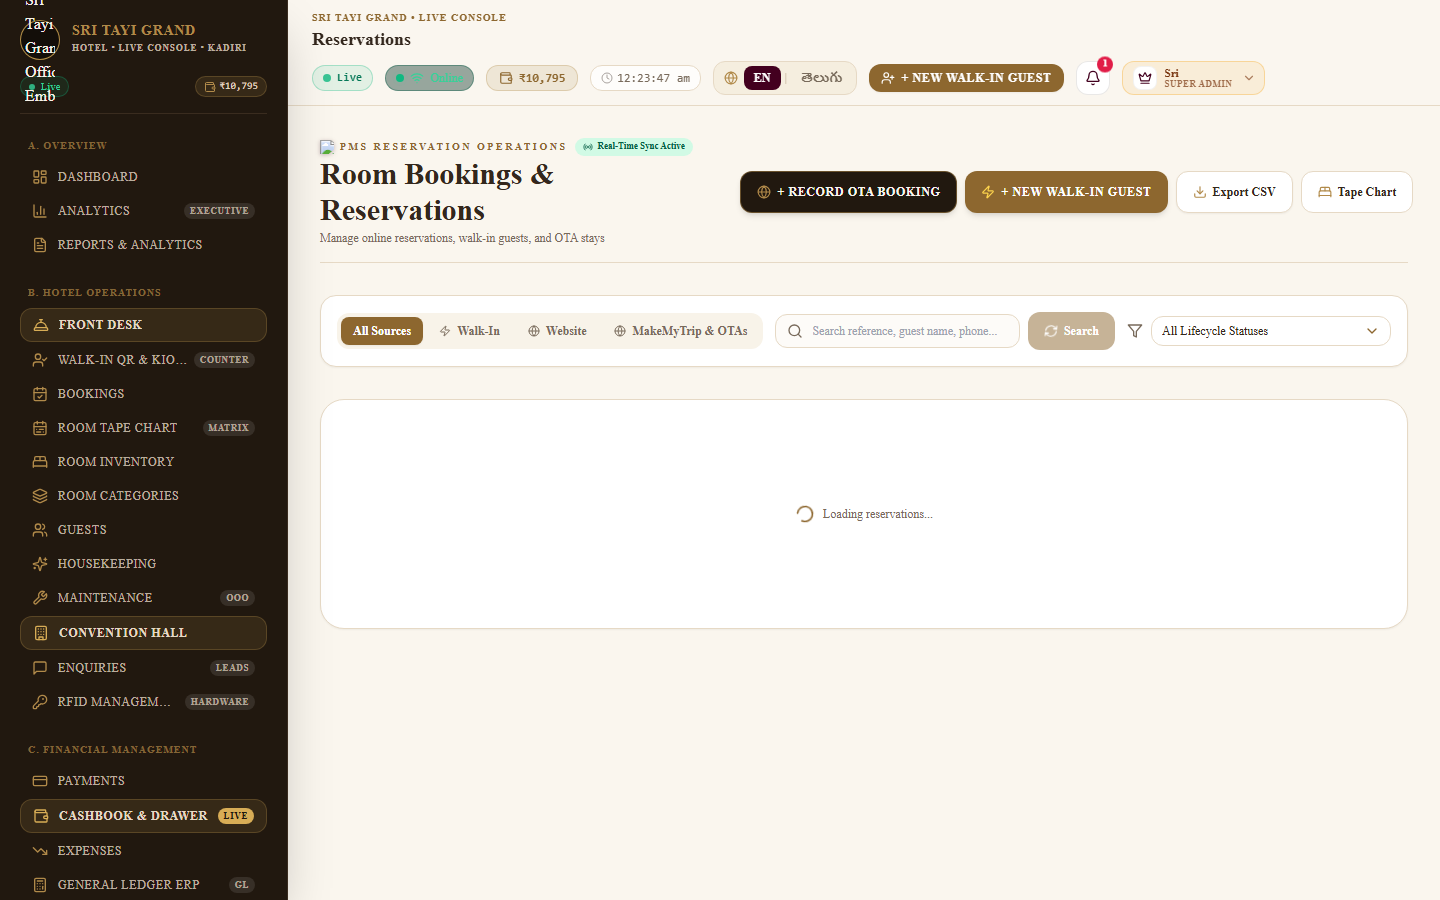 Sri
Tayi
Gran
Offic
Emb
SRI TAYI GRAND
HOTEL • LIVE CONSOLE • KADIRI
Live
₹10,795
A. OVERVIEW
DASHBOARD
ANALYTICS
EXECUTIVE
REPORTS & ANALYTICS
B. HOTEL OPERATIONS
FRONT DESK
WALK-IN QR & KIO...
COUNTER
BOOKINGS
ROOM TAPE CHART
MATRIX
ROOM INVENTORY
ROOM CATEGORIES
GUESTS
HOUSEKEEPING
MAINTENANCE
OOO
CONVENTION HALL
ENQUIRIES
LEADS
RFID MANAGEM...
HARDWARE
C. FINANCIAL MANAGEMENT
PAYMENTS
CASHBOOK & DRAWER
LIVE
EXPENSES
GENERAL LEDGER ERP
GL
SRI TAYI GRAND • LIVE CONSOLE
Reservations
Live
₹10,795
12:23:47 am
EN
తెలుగు
+ NEW WALK-IN GUEST
1
Sri
SUPER ADMIN
PMS RESERVATION OPERATIONS
Real-Time Sync Active
Room Bookings &
Reservations
Manage online reservations, walk-in guests, and OTA stays
+ RECORD OTA BOOKING
+ NEW WALK-IN GUEST
Export CSV
Tape Chart
All Sources
Walk-In
Website
MakeMyTrip & OTAs
Search reference, guest name, phone...
Search
All Lifecycle Statuses
Loading reservations...